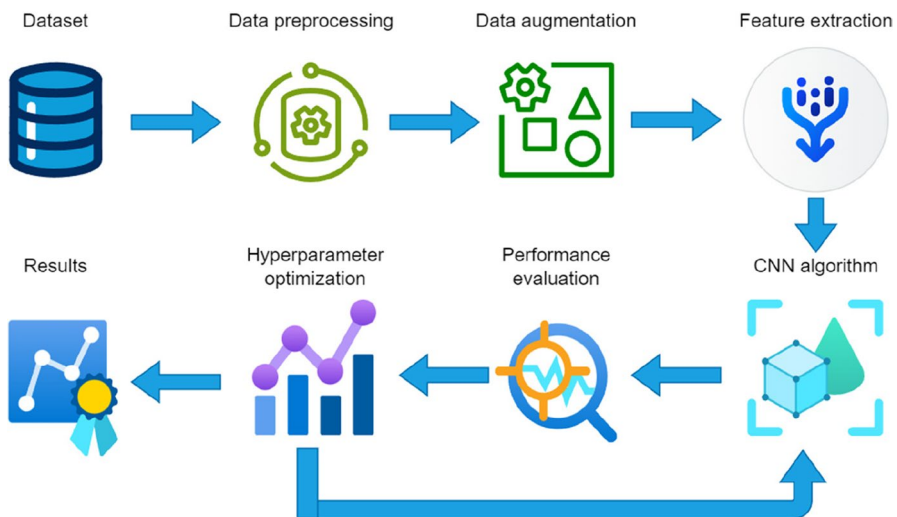 Dataset
Data preprocessing
Data augmentation
Feature extraction
Results
Hyperparameter
optimization
Performance
evaluation
CNN algorithm